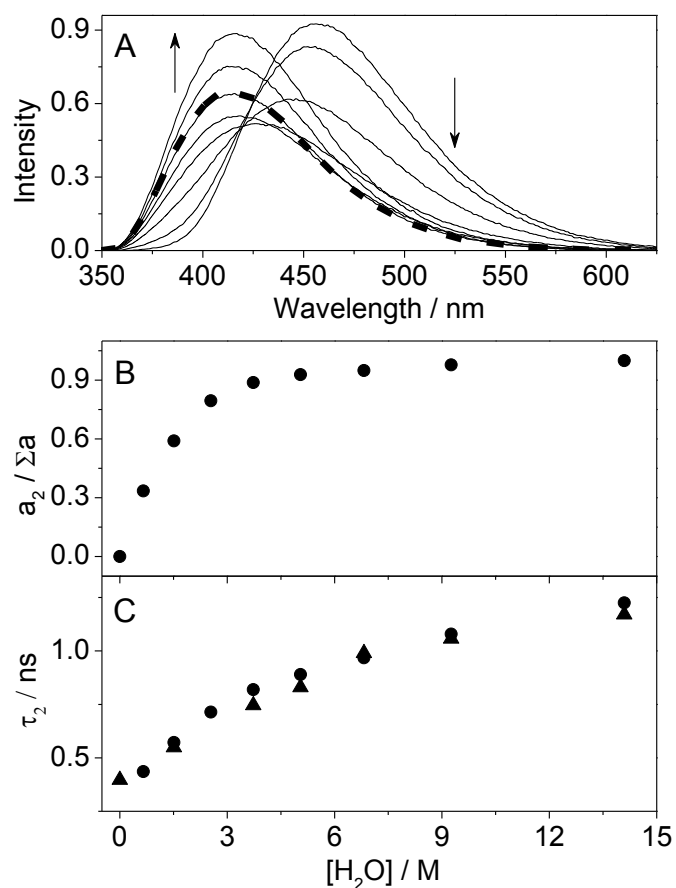 A
0.9
0.6
0.3
0.0
Intensity
350 400 450 500 550 600
Wavelength / nm
B
0.9
0.6
0.3
0.0
a₂ / Σa
C
1.0
0.5
τ₂ / ns
0 3 6 9 12 15
[H₂O] / M